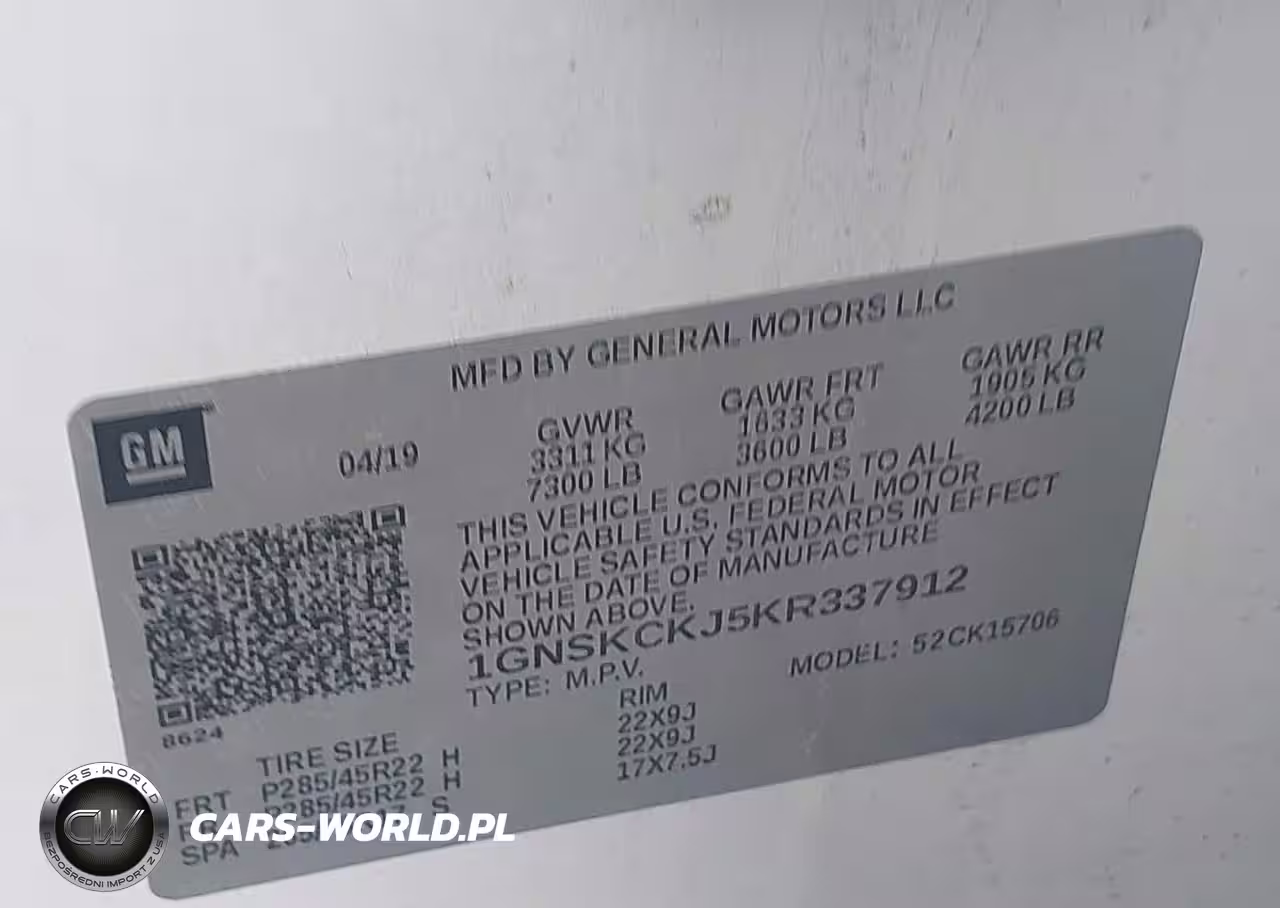 MFD BY GENERAL MOTORS LLC
GM
04/19
GVWR
3311 KG
7300 LB
GAWR FRT
1633 KG
3600 LB
GAWR RR
1905 KG
4200 LB
THIS VEHICLE CONFORMS TO ALL
APPLICABLE U.S. FEDERAL MOTOR
VEHICLE SAFETY STANDARDS IN EFFECT
ON THE DATE OF MANUFACTURE
SHOWN ABOVE.
1GNSKCKJ5KR337912
TYPE: M.P.V.
MODEL: 52CK15706
8624
TIRE SIZE
RIM
FRT P285/45R22 H 22X9J
P285/45R22 H 22X9J
SPA S 17X7.5J
CARS-WORLD
CW
BEZPOŚREDNI IMPORT Z USA
CARS-WORLD.PL